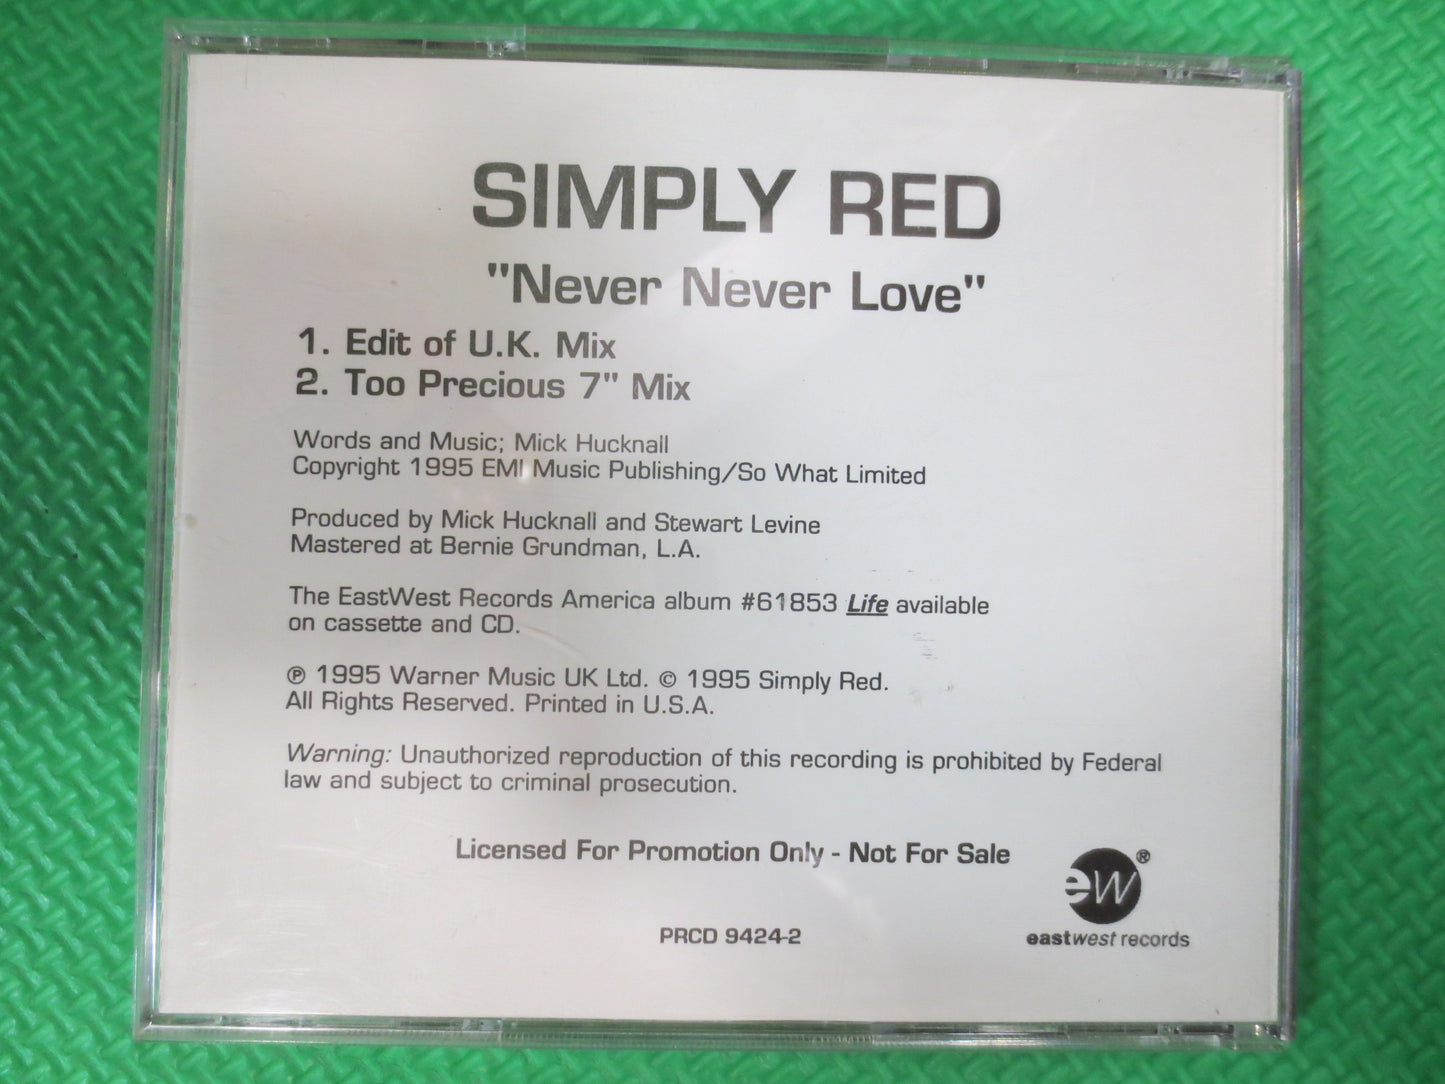 SIMPLY RED
"Never Never Love"
1. Edit of U.K. Mix
2. Too Precious 7" Mix
Words and Music; Mick Hucknall
Copyright 1995 EMI Music Publishing/So What Limited
Produced by Mick Hucknall and Stewart Levine
Mastered at Bernie Grundman, L.A.
The EastWest Records America album #61853 Life available
on cassette and CD.
℗ 1995 Warner Music UK Ltd. © 1995 Simply Red.
All Rights Reserved. Printed in U.S.A.
Warning: Unauthorized reproduction of this recording is prohibited by Federal
law and subject to criminal prosecution.
Licensed For Promotion Only - Not For Sale
ew®
eastwest records
PRCD 9424-2